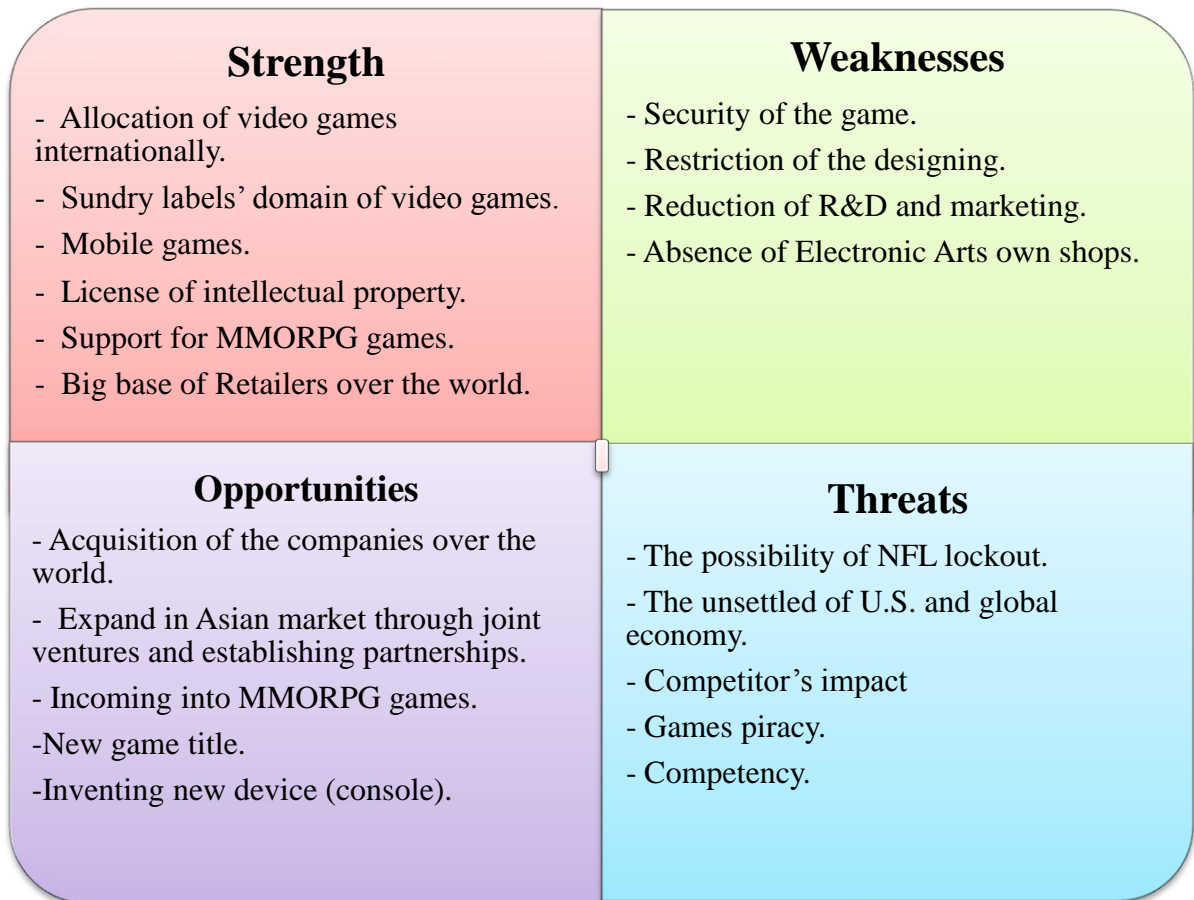 Strength
- Allocation of video games
internationally.
- Sundry labels’ domain of video games.
- Mobile games.
- License of intellectual property.
- Support for MMORPG games.
- Big base of Retailers over the world.
Weaknesses
- Security of the game.
- Restriction of the designing.
- Reduction of R&D and marketing.
- Absence of Electronic Arts own shops.
Opportunities
- Acquisition of the companies over the
world.
- Expand in Asian market through joint
ventures and establishing partnerships.
- Incoming into MMORPG games.
-New game title.
-Inventing new device (console).
Threats
- The possibility of NFL lockout.
- The unsettled of U.S. and global
economy.
- Competitor’s impact
- Games piracy.
- Competency.